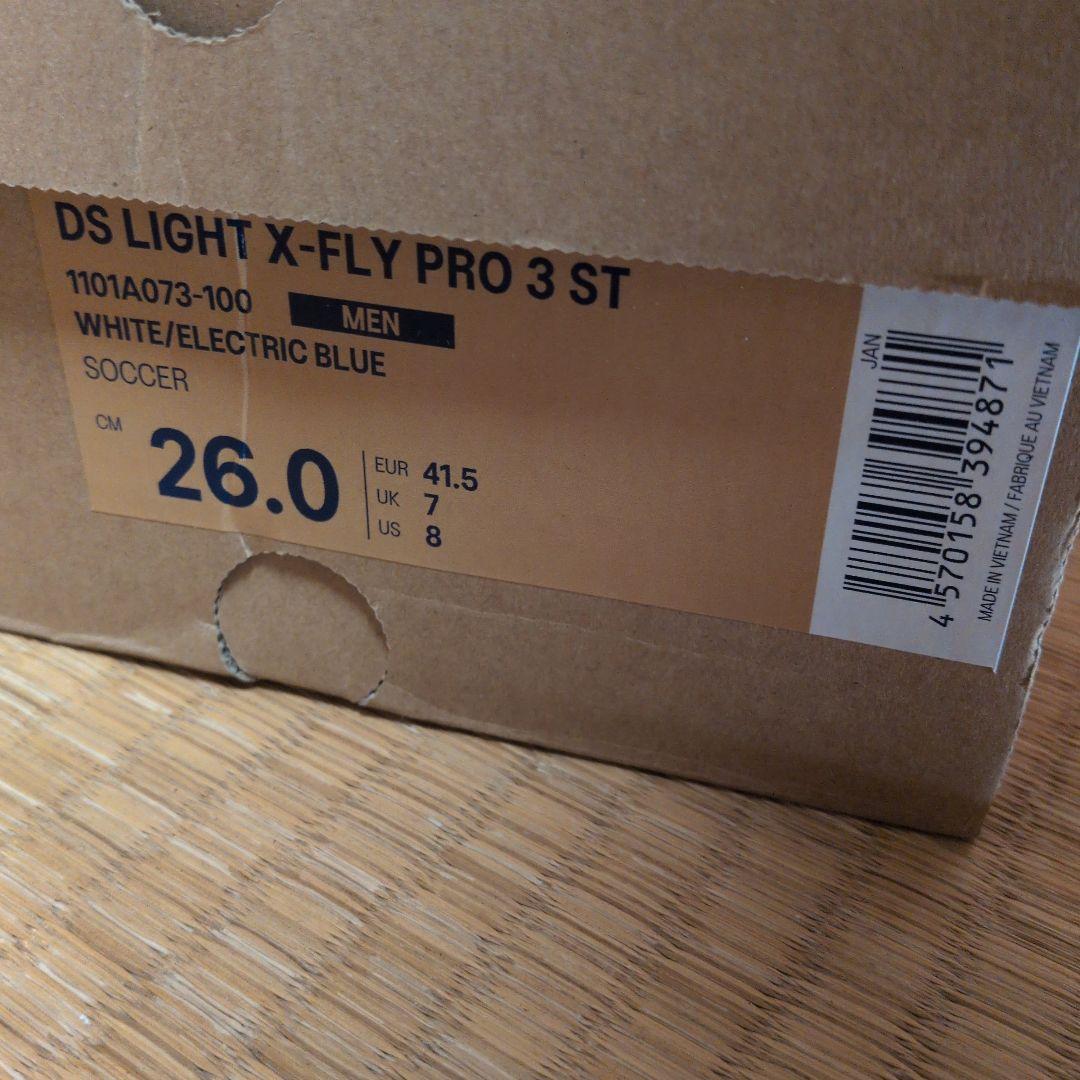 DS LIGHT X-FLY PRO 3 ST
1101A073-100
MEN
WHITE/ELECTRIC BLUE
SOCCER
CM
26.0
EUR 41.5
UK 7
US 8
JAN
4 570158 394871
MADE IN VIETNAM / FABRIQUE AU VIETNAM